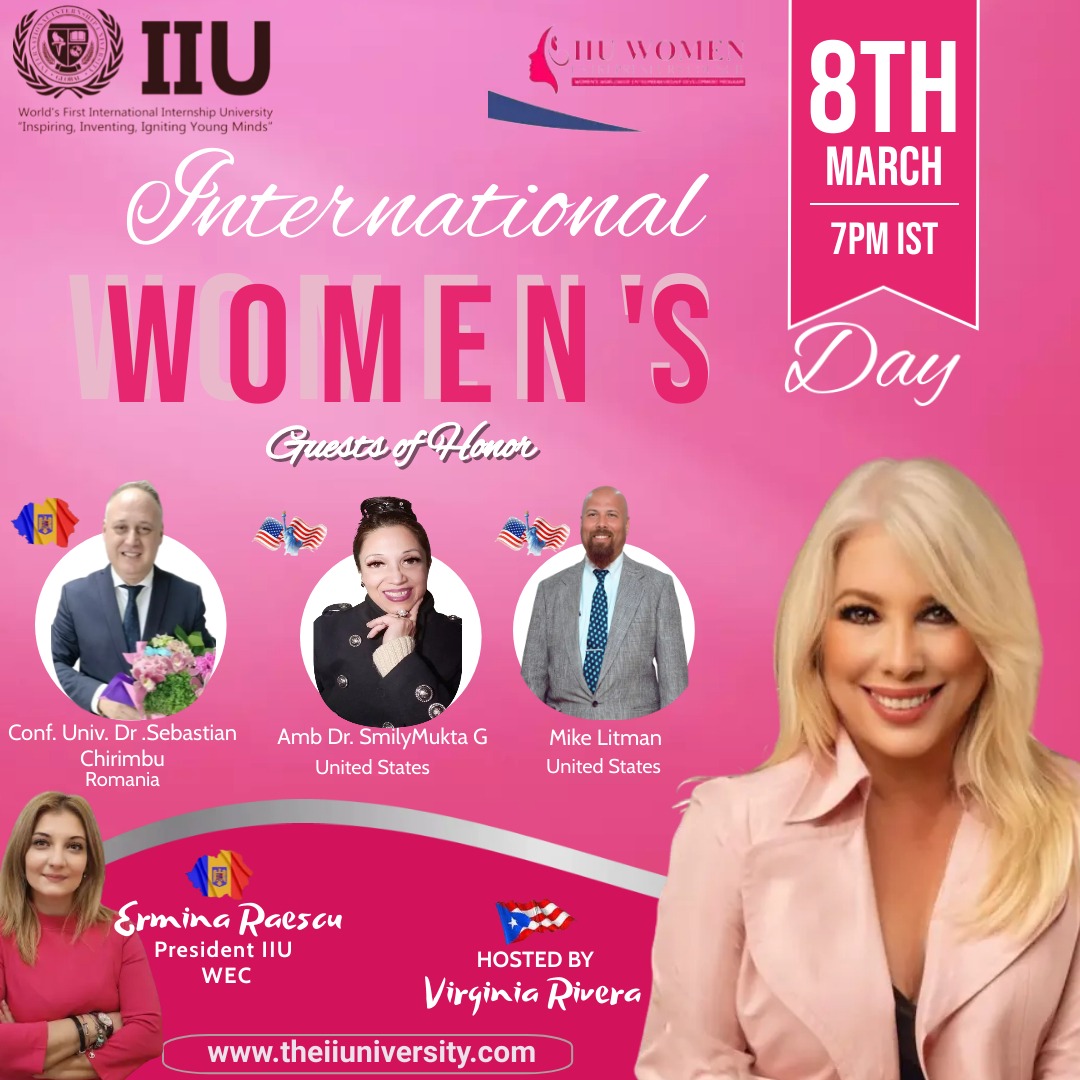 IIU
World's First International Internship University
"Inspiring, Inventing, Igniting Young Minds"
IIU WOMEN
8TH
MARCH
7PM IST
International
WOMEN'S
Day
Guests of Honor
Conf. Univ. Dr .Sebastian
Chirimbu
Romania
Amb Dr. SmilyMukta G
United States
Mike Litman
United States
Ermina Raescu
President IIU
WEC
HOSTED BY
Virginia Rivera
www.theiiuniversity.com